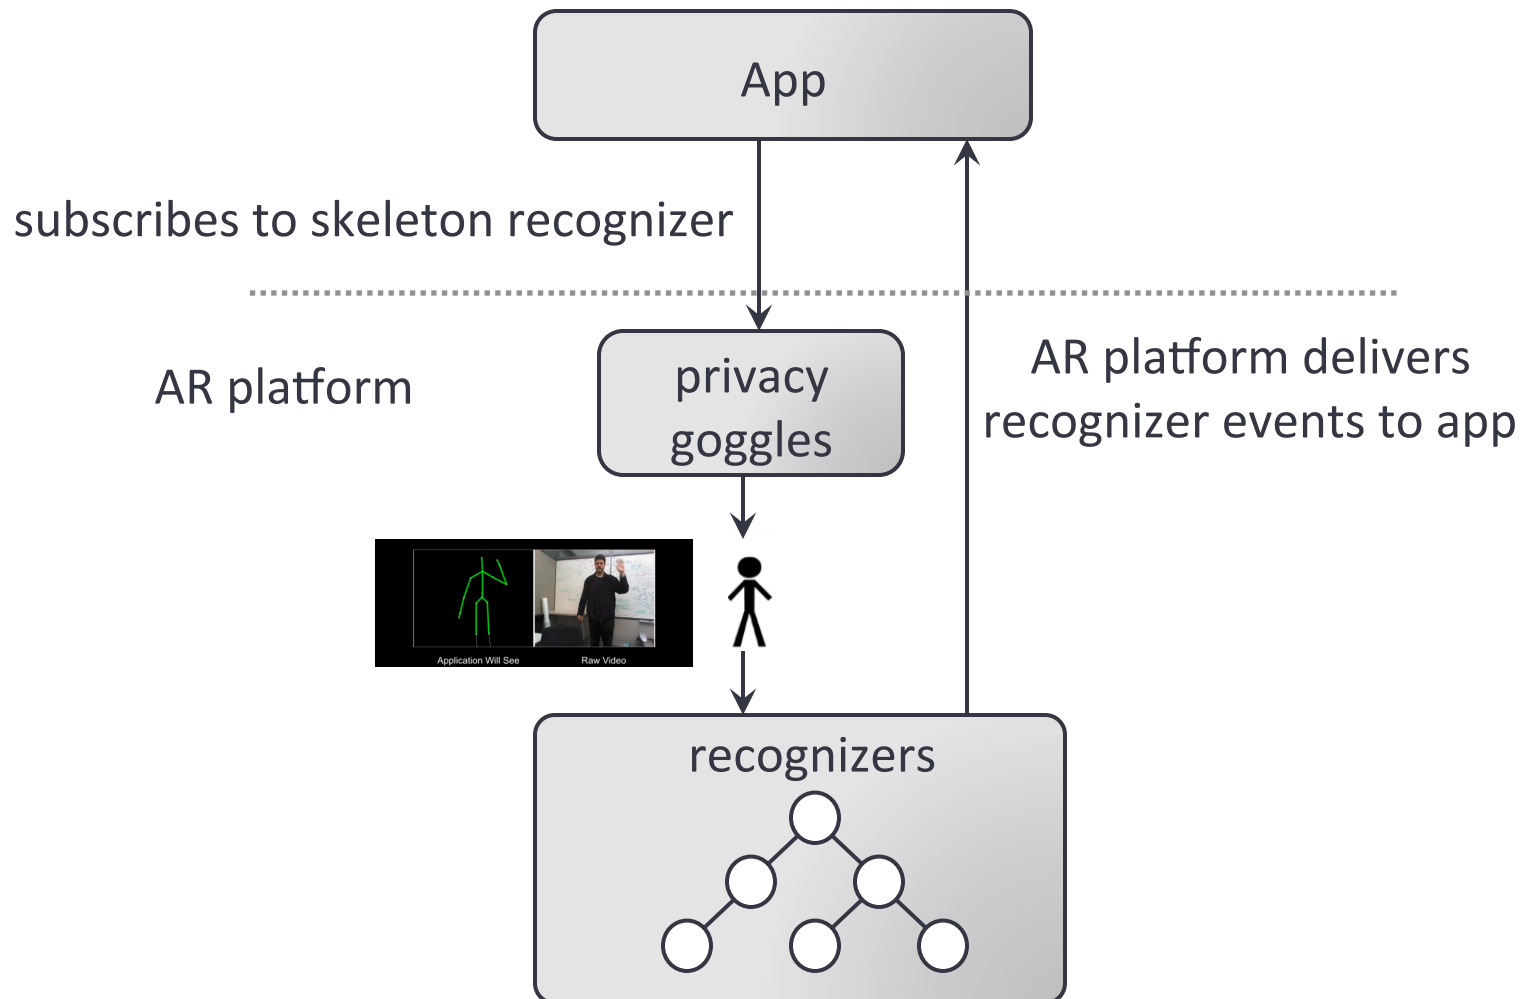 App
subscribes to skeleton recognizer
AR platform
privacy
goggles
AR platform delivers
recognizer events to app
Application Will See
Raw Video
recognizers